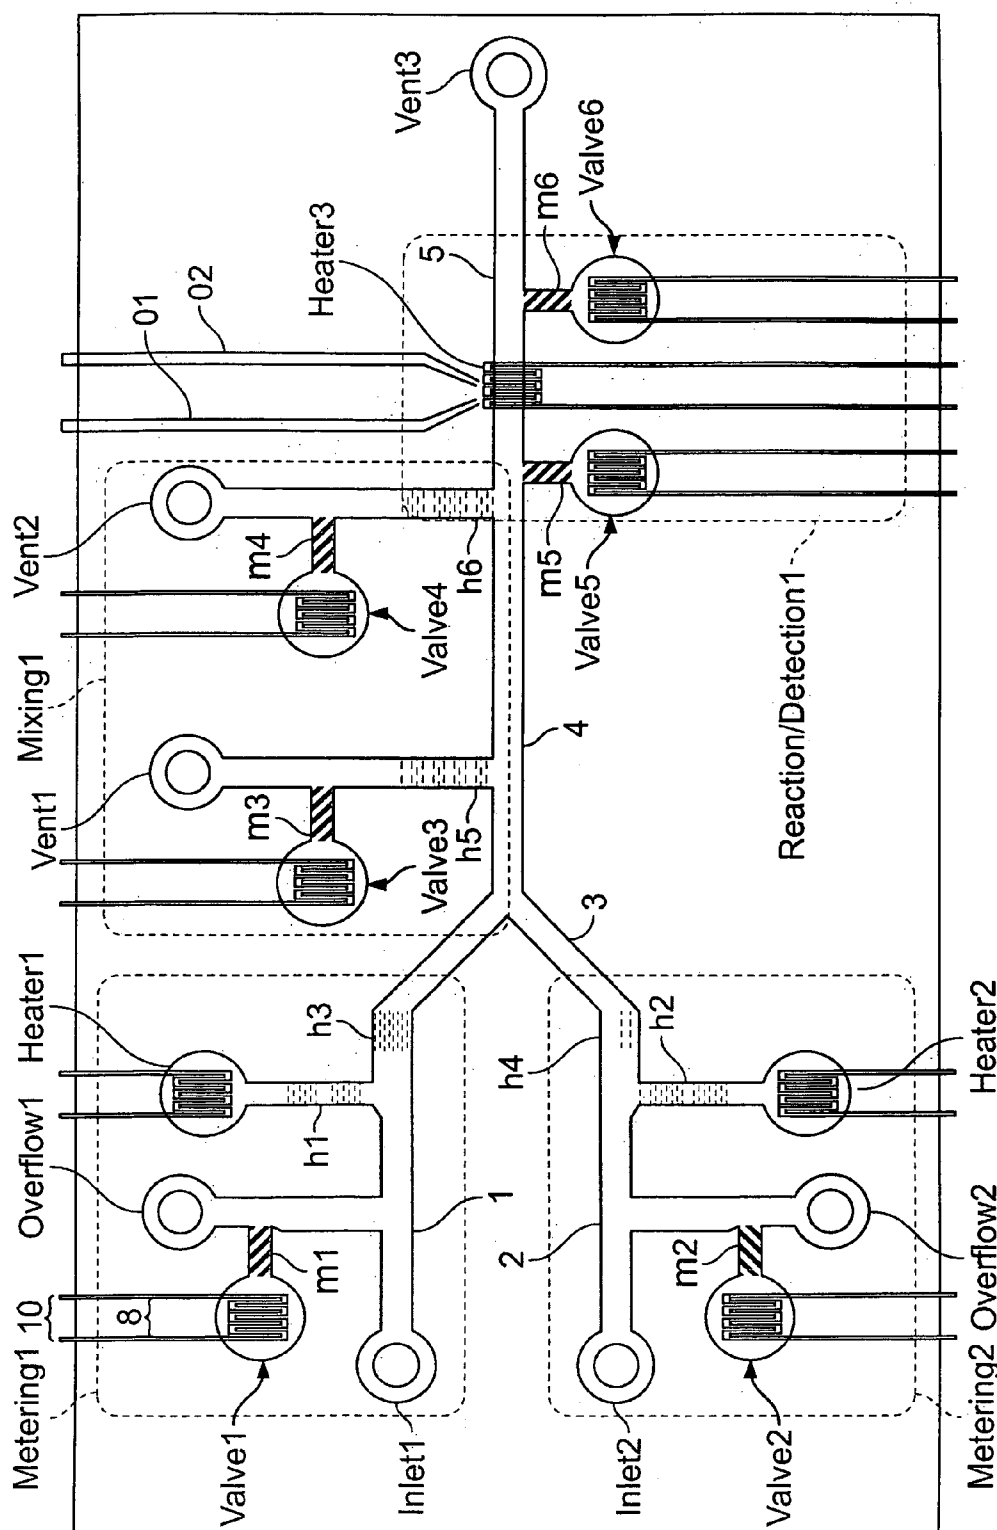 Metering1
10
8
Overflow1
Heater1
Vent1
Mixing1
Vent2
01
02
Heater3
Vent3
Valve1
m1
h1
h3
m3
Valve3
m4
Valve4
h5
h6
5
m6
Valve6
Inlet1
1
3
4
m5
Valve5
Reaction/Detection1
Inlet2
2
h4
h2
m2
Valve2
Metering2
Overflow2
Heater2